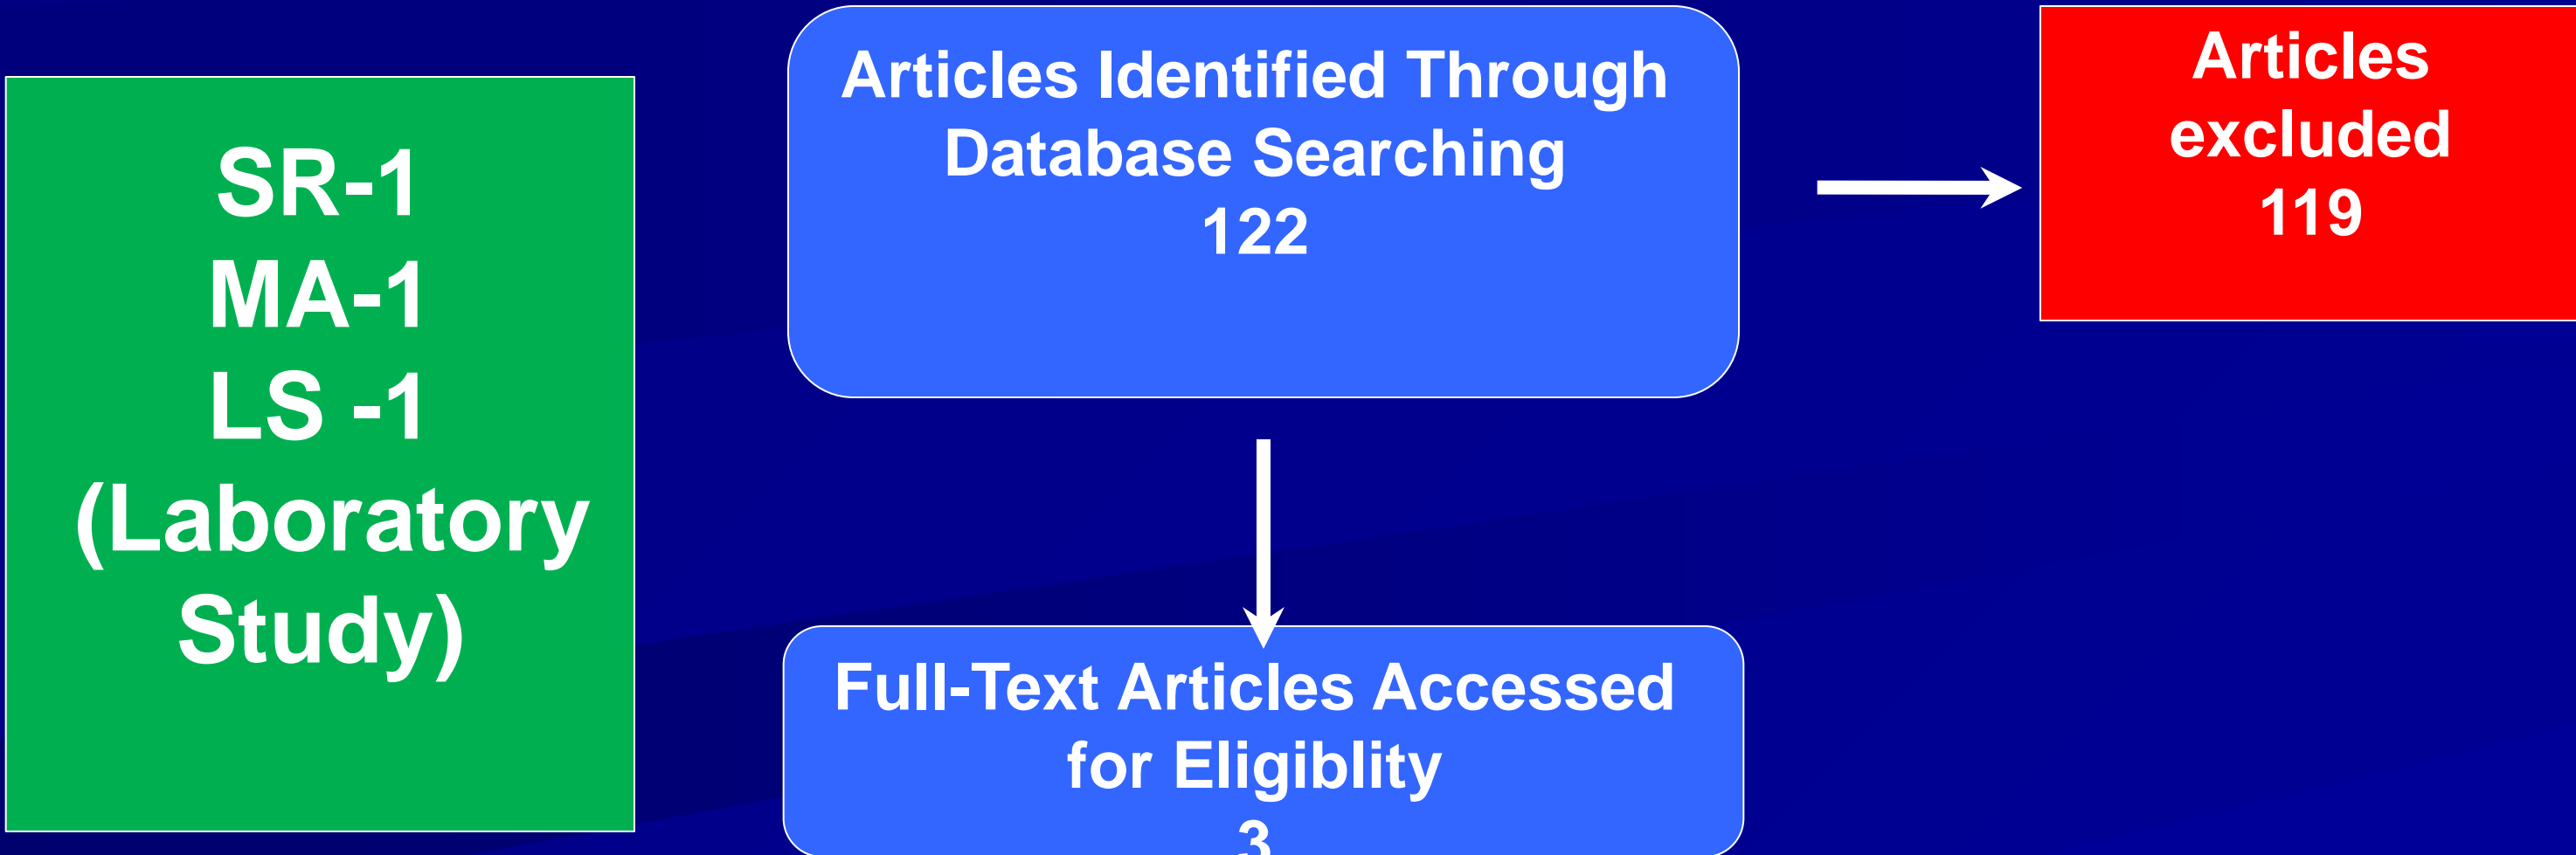 SR-1
MA-1
LS -1
(Laboratory
Study)
Articles Identified Through
Database Searching
122
Articles
excluded
119
Full-Text Articles Accessed
for Eligiblity
3